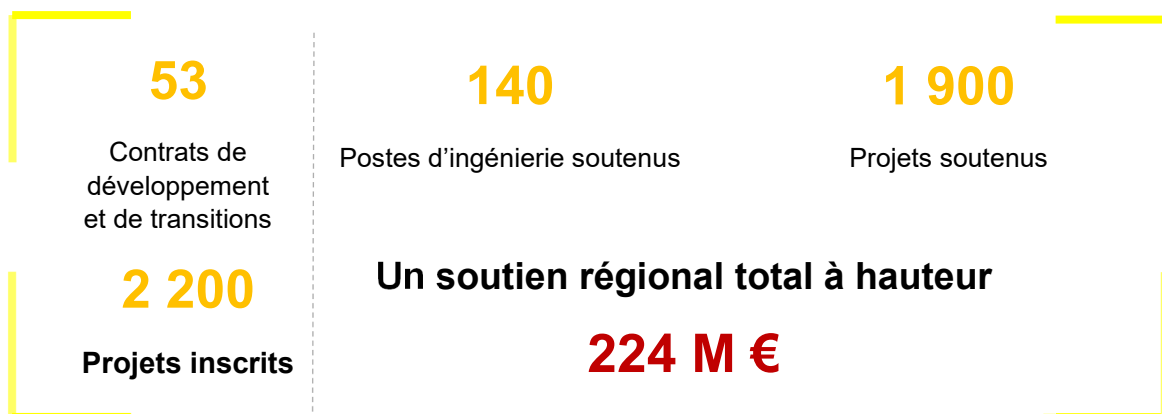 53
Contrats de
développement
et de transitions
2 200
Projets inscrits
140
Postes d’ingénierie soutenus
1 900
Projets soutenus
Un soutien régional total à hauteur
224 M €